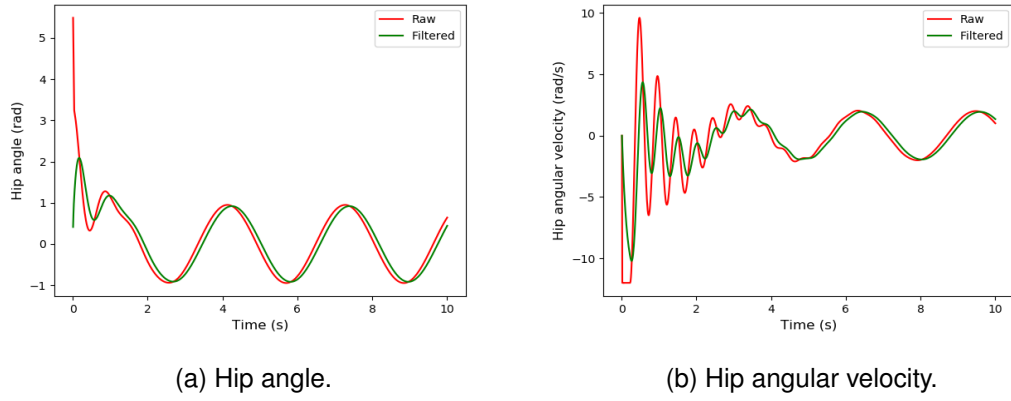 Raw
Filtered
5
4
3
2
1
0
-1
Hip angle (rad)
0 2 4 6 8 10
Time (s)
(a) Hip angle.
Raw
Filtered
10
5
0
−5
−10
Hip angular velocity (rad/s)
0 2 4 6 8 10
Time (s)
(b) Hip angular velocity.